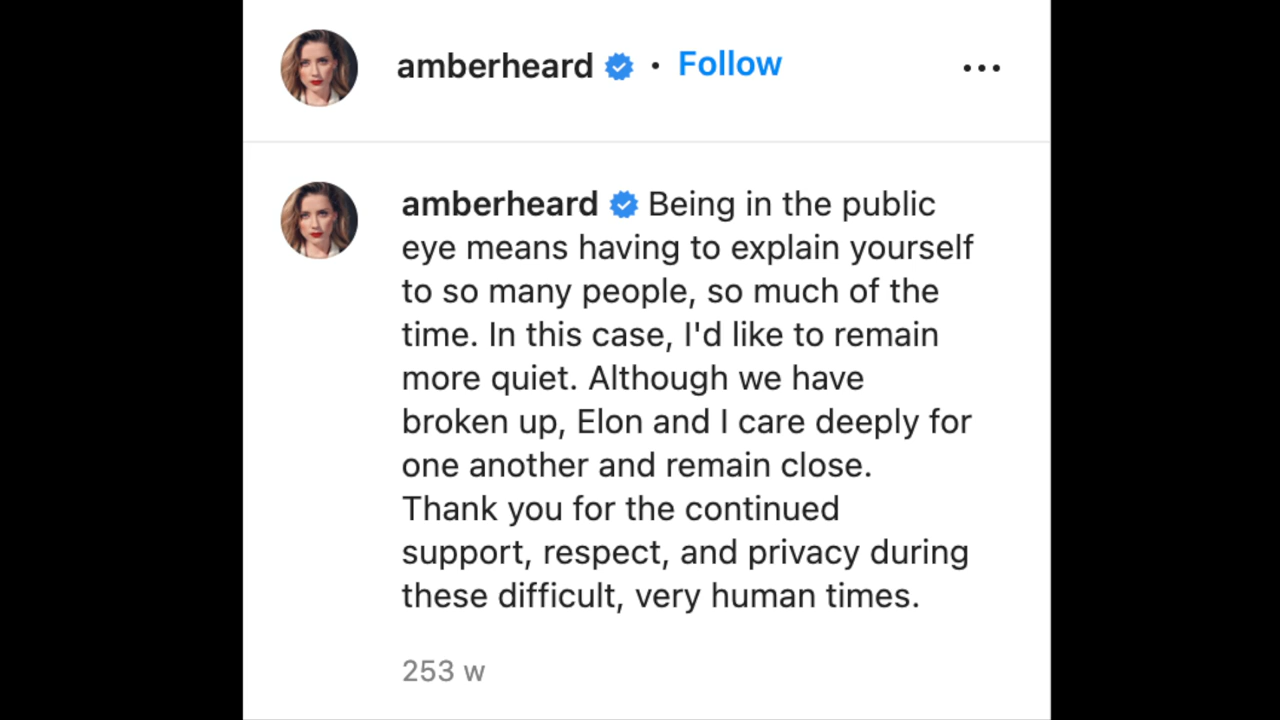 amberheard • Follow
amberheard Being in the public
eye means having to explain yourself
to so many people, so much of the
time. In this case, I'd like to remain
more quiet. Although we have
broken up, Elon and I care deeply for
one another and remain close.
Thank you for the continued
support, respect, and privacy during
these difficult, very human times.
253 w